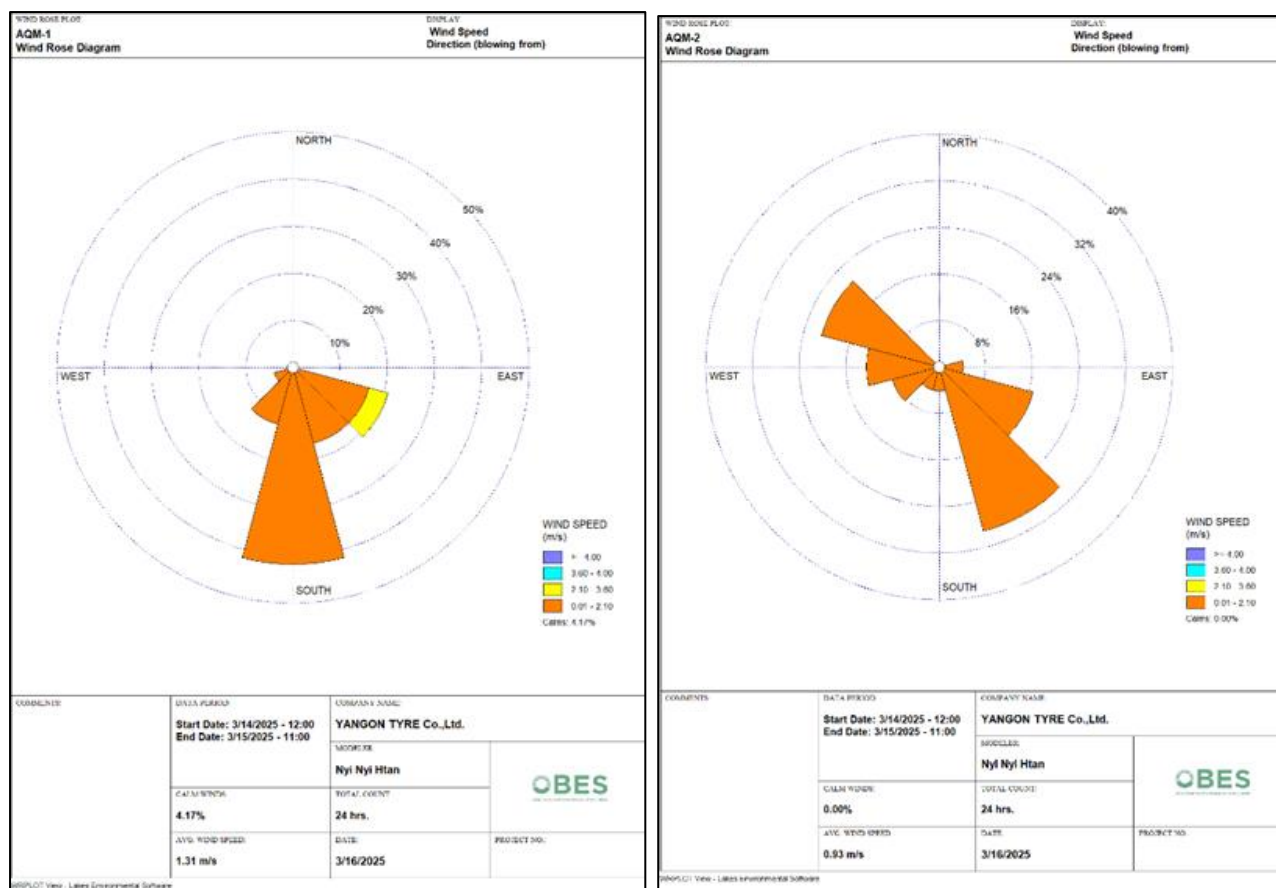 WIND ROSE PLOT:
AQM-1
Wind Rose Diagram
DISPLAY:
Wind Speed
Direction (blowing from)
NORTH
50%
40%
30%
20%
10%
WEST
EAST
SOUTH
WIND SPEED
(m/s)
>= 4.00
3.60 - 4.00
2.10 - 3.60
0.01 - 2.10
Calms: 4.17%
COMMENTS:
DATA PERIOD:
Start Date: 3/14/2025 - 12:00
End Date: 3/15/2025 - 11:00
COMPANY NAME:
YANGON TYRE Co.,Ltd.
MODELER:
Nyi Nyi Htan
CALM WINDS:
4.17%
TOTAL COUNT:
24 hrs.
AVG. WIND SPEED:
1.31 m/s
DATE:
3/16/2025
PROJECT NO.:
OBES
WRPLOT View - Lakes Environmental Software
WIND ROSE PLOT:
AQM-2
Wind Rose Diagram
DISPLAY:
Wind Speed
Direction (blowing from)
NORTH
40%
32%
24%
16%
8%
WEST
EAST
SOUTH
WIND SPEED
(m/s)
>= 4.00
3.60 - 4.00
2.10 - 3.60
0.01 - 2.10
Calms: 0.00%
COMMENTS:
DATA PERIOD:
Start Date: 3/14/2025 - 12:00
End Date: 3/15/2025 - 11:00
COMPANY NAME:
YANGON TYRE Co.,Ltd.
MODELER:
Nyi Nyi Htan
CALM WINDS:
0.00%
TOTAL COUNT:
24 hrs.
AVG. WIND SPEED:
0.93 m/s
DATE:
3/16/2025
PROJECT NO.:
OBES
WRPLOT View - Lakes Environmental Software